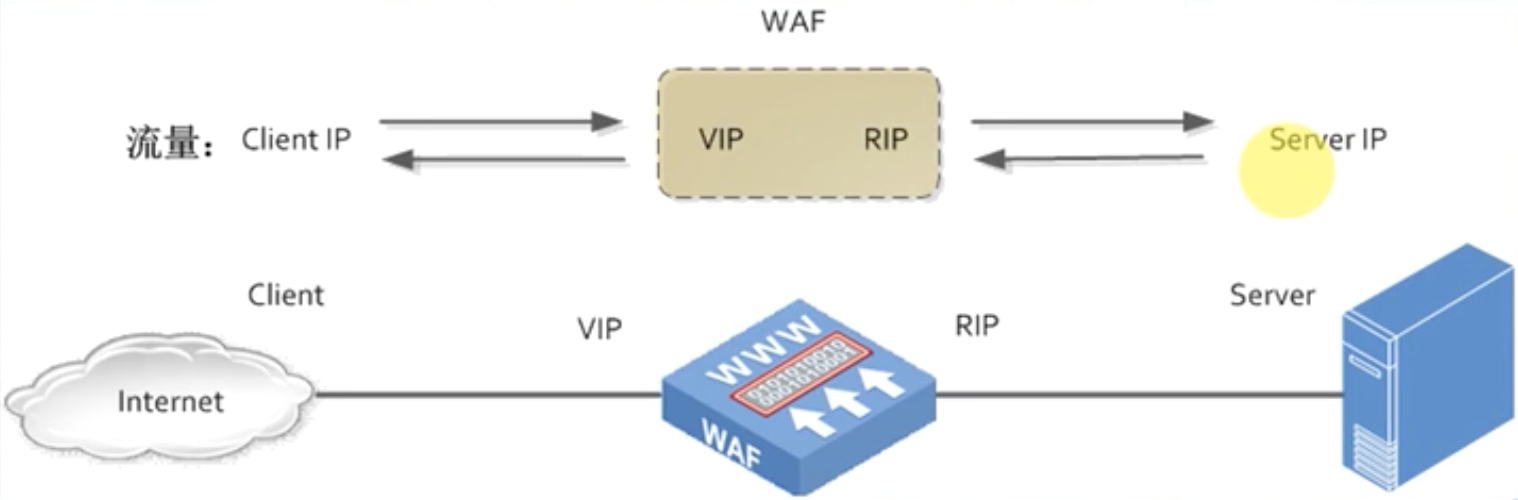 WAF
流量： Client IP
VIP RIP
Server IP
Client
VIP
RIP
Server
Internet
WWW
0101010010
0001010001
WAF